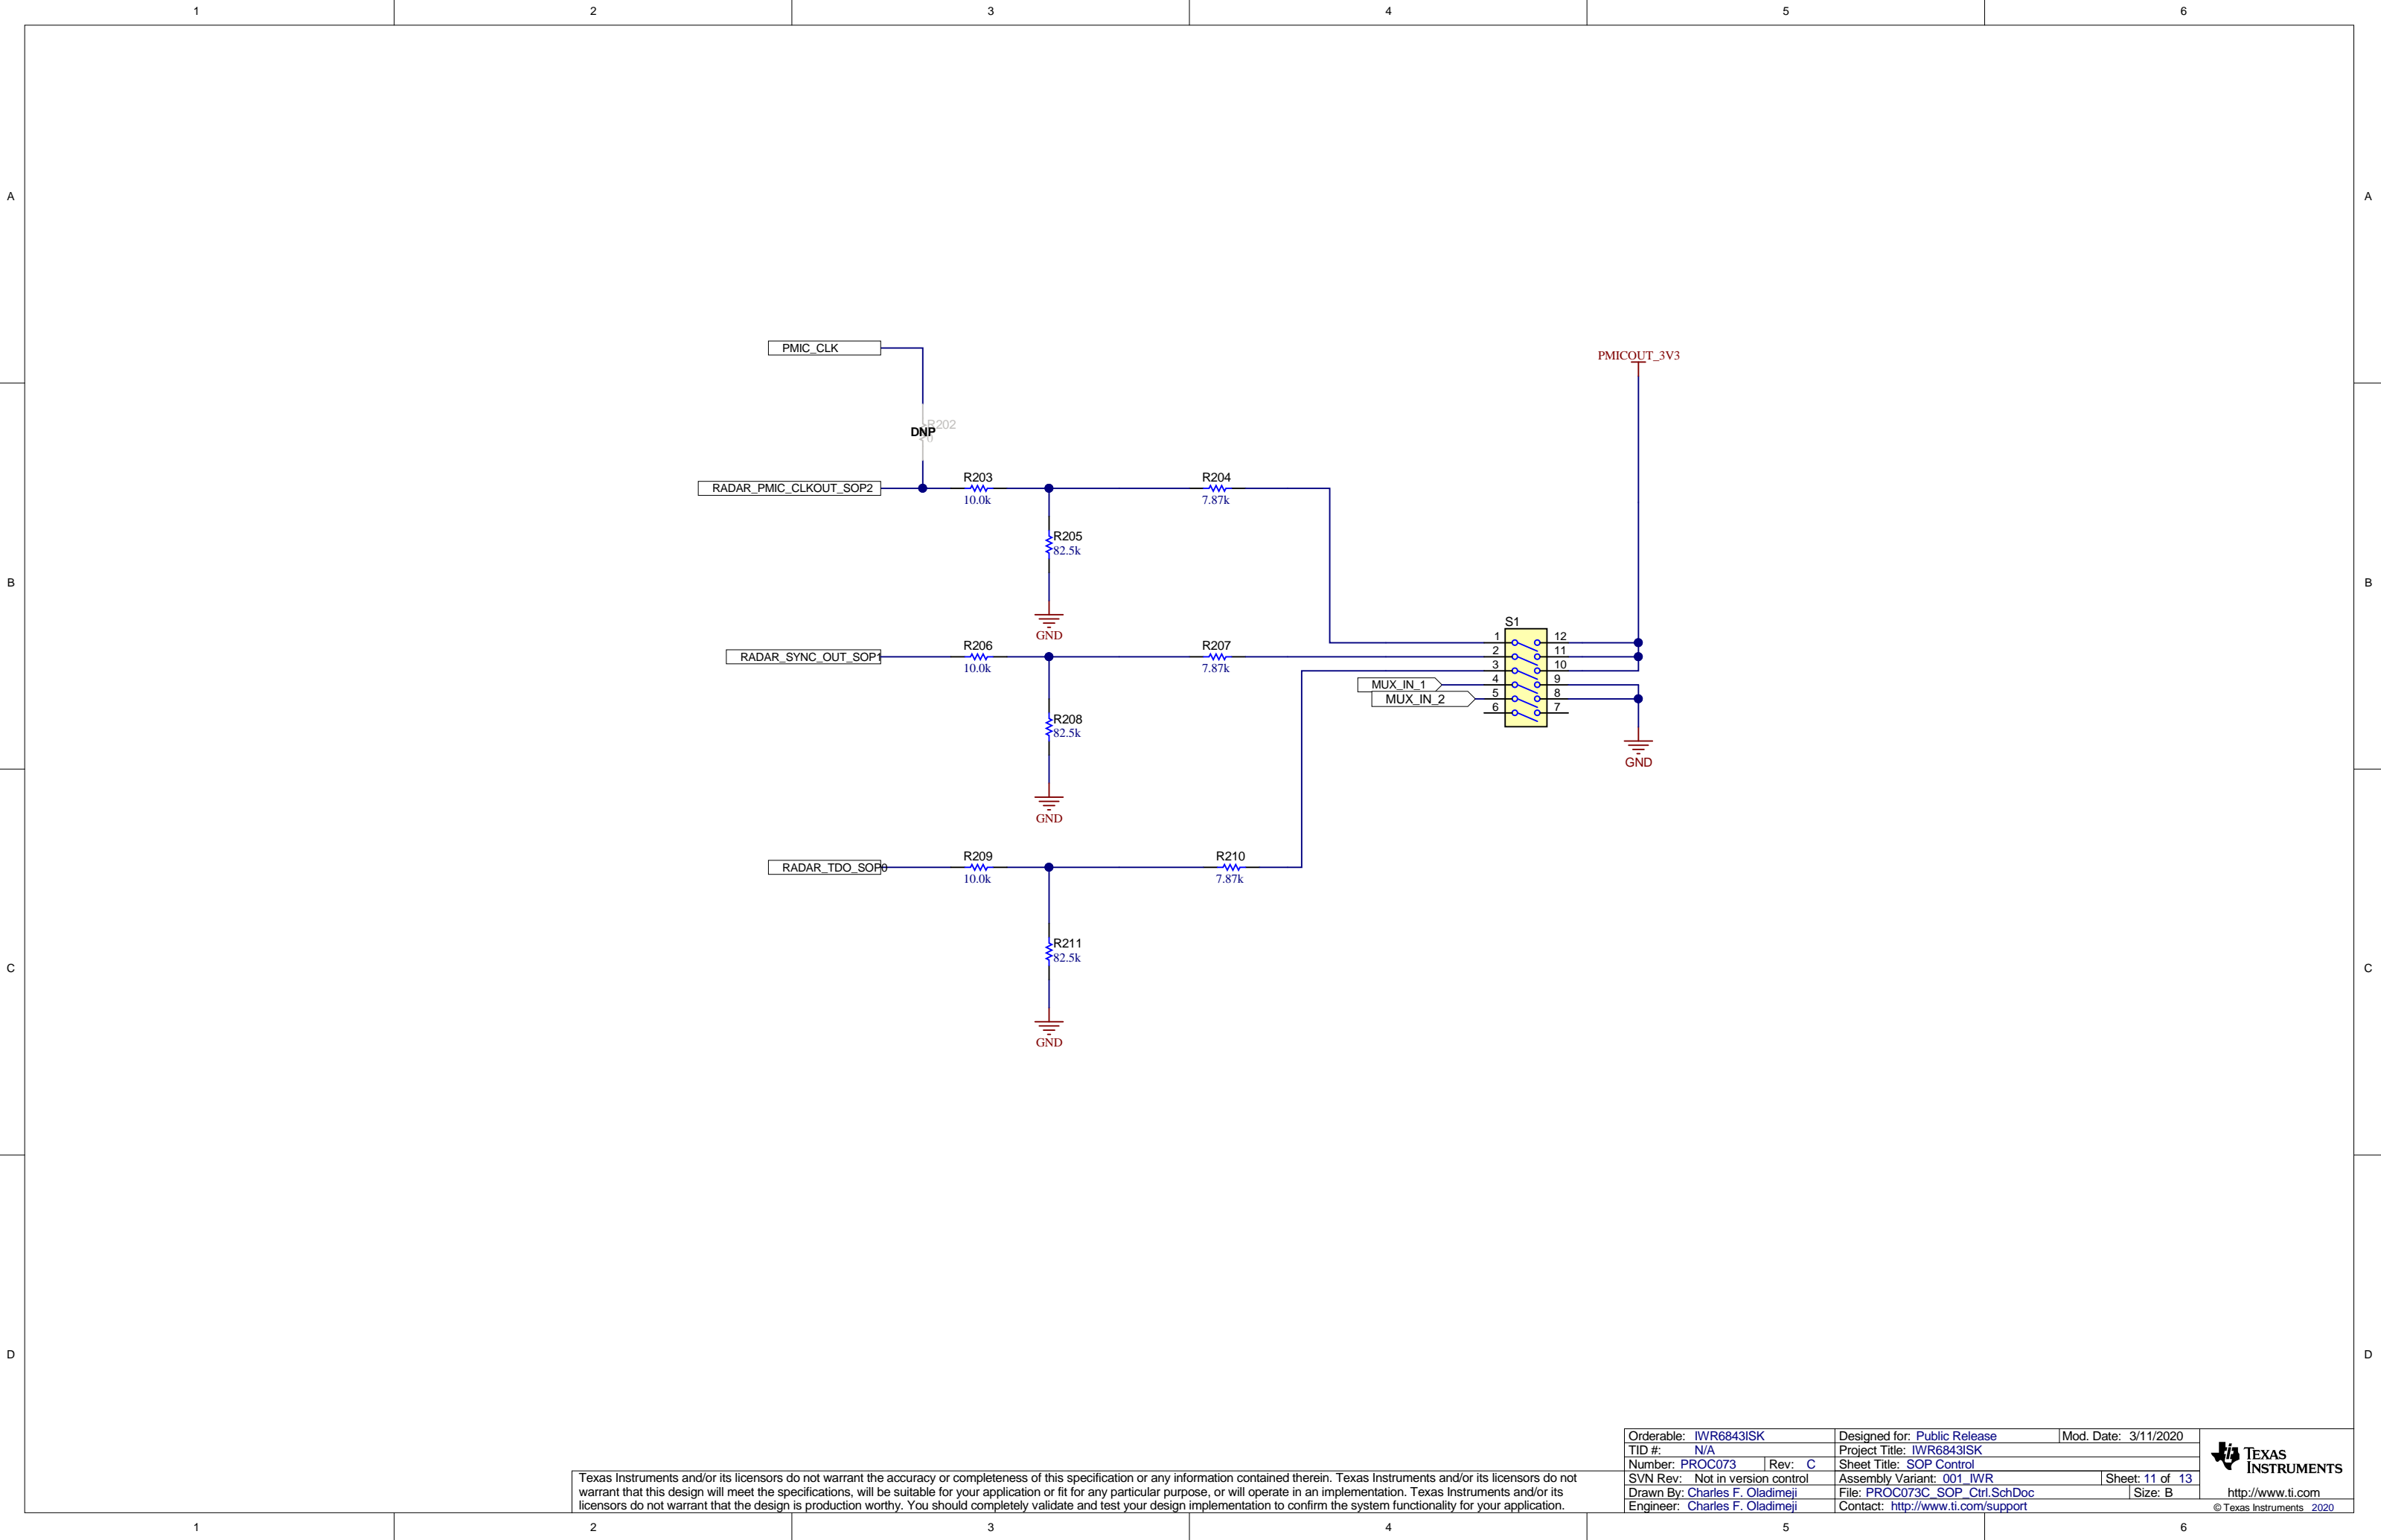 1 2 3 4 5 6
A A
PMIC_CLK
PMICOUT_3V3
R202
DNP
0
RADAR_PMIC_CLKOUT_SOP2
R203
10.0k
R204
7.87k
R205
82.5k
B B
GND
S1
1 12
2 11
3 10
4 9
5 8
6 7
RADAR_SYNC_OUT_SOP1
R206
10.0k
R207
7.87k
MUX_IN_1
MUX_IN_2
R208
82.5k
GND
GND
RADAR_TDO_SOP0
R209
10.0k
R210
7.87k
R211
82.5k
C C
GND
D D
Texas Instruments and/or its licensors do not warrant the accuracy or completeness of this specification or any information contained therein. Texas Instruments and/or its licensors do not
warrant that this design will meet the specifications, will be suitable for your application or fit for any particular purpose, or will operate in an implementation. Texas Instruments and/or its
licensors do not warrant that the design is production worthy. You should completely validate and test your design implementation to confirm the system functionality for your application.
Orderable: IWR6843ISK Designed for: Public Release Mod. Date: 3/11/2020
TID #: N/A Project Title: IWR6843ISK
Number: PROC073 Rev: C Sheet Title: SOP Control
SVN Rev: Not in version control Assembly Variant: 001_IWR Sheet: 11 of 13
Drawn By: Charles F. Oladimeji File: PROC073C_SOP_Ctrl.SchDoc Size: B
Engineer: Charles F. Oladimeji Contact: http://www.ti.com/support
TEXAS
INSTRUMENTS
http://www.ti.com
© Texas Instruments 2020
1 2 3 4 5 6